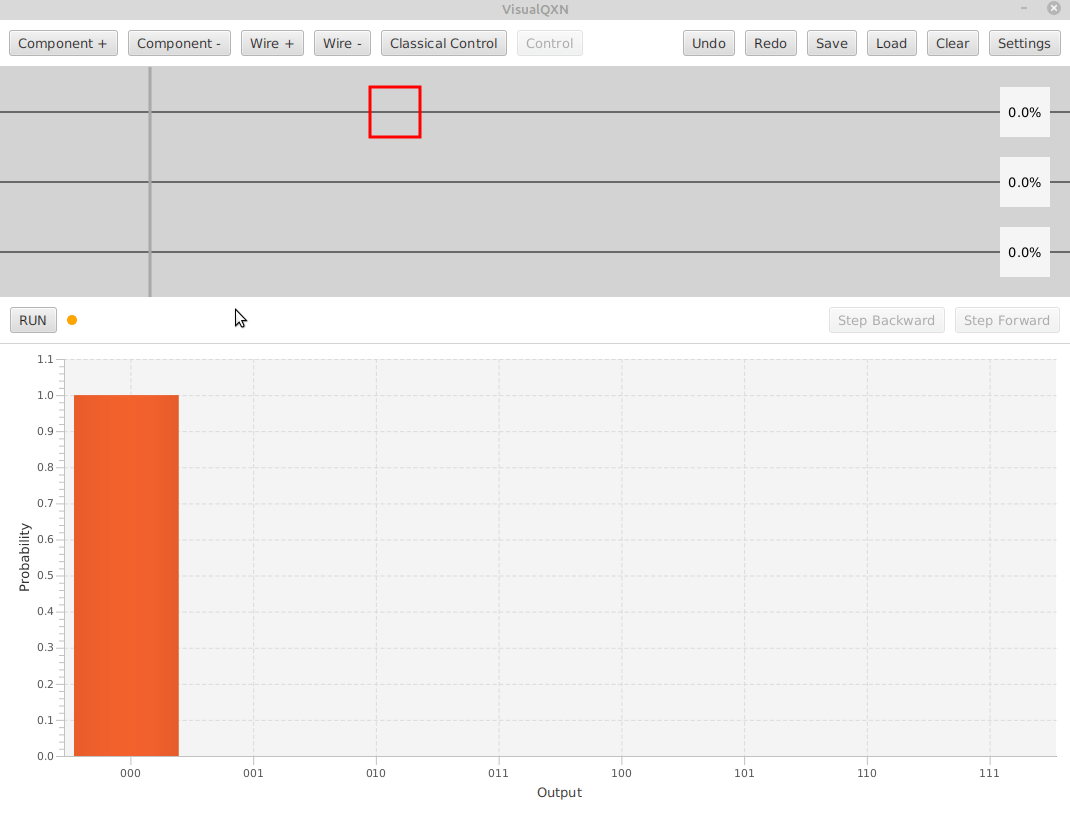 VisualQXN
Component + Component - Wire + Wire - Classical Control Control Undo Redo Save Load Clear Settings
0.0%
0.0%
0.0%
RUN Step Backward Step Forward
1.1
1.0
0.9
0.8
0.7
0.6
0.5
0.4
0.3
0.2
0.1
0.0
Probability
000 001 010 011 100 101 110 111
Output